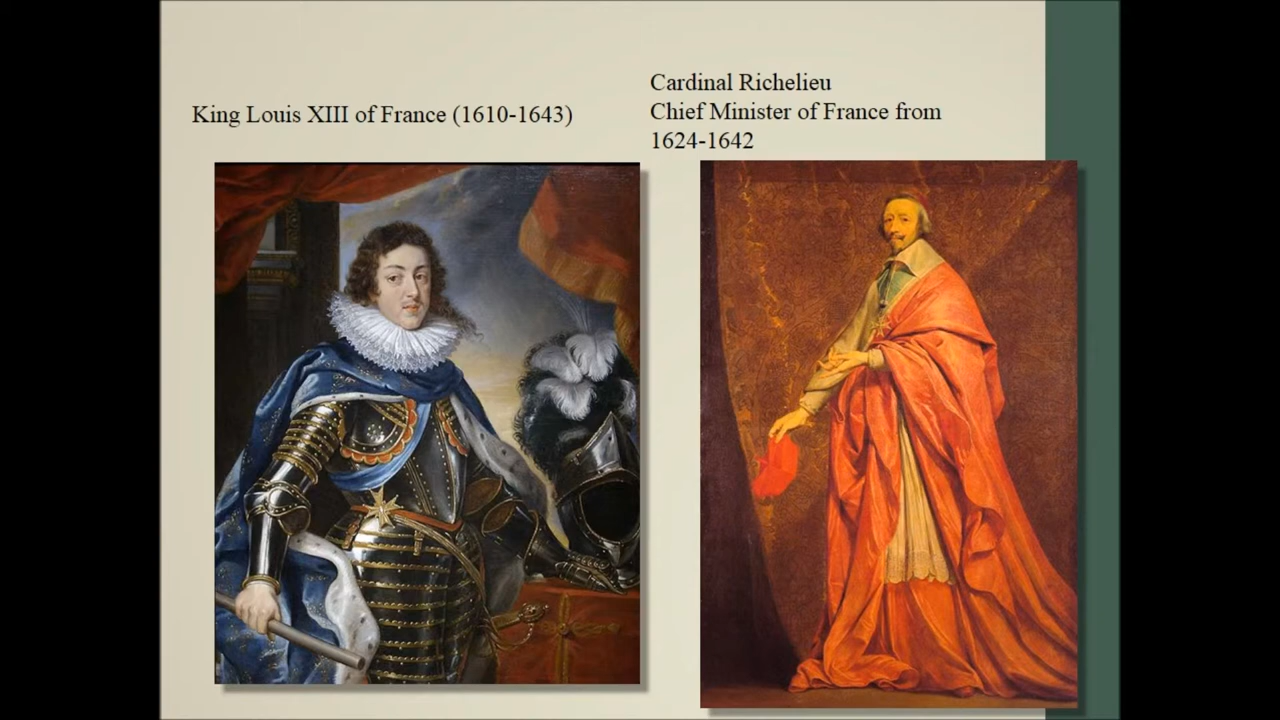 King Louis XIII of France (1610-1643)
Cardinal Richelieu
Chief Minister of France from
1624-1642